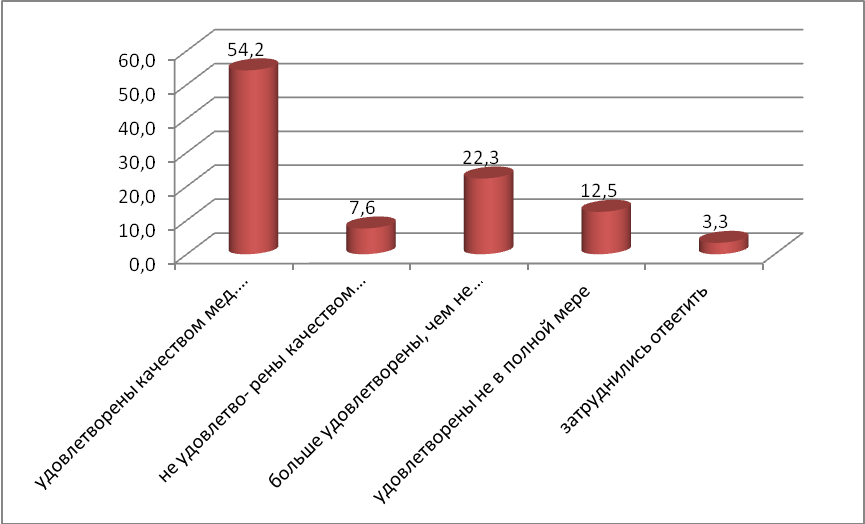 60,0
50,0
40,0
30,0
20,0
10,0
0,0
54,2
7,6
22,3
12,5
3,3
удовлетворены качеством мед....
не удовлетво- рены качеством...
больше удовлетворены, чем не...
удовлетворены не в полной мере
затруднились ответить